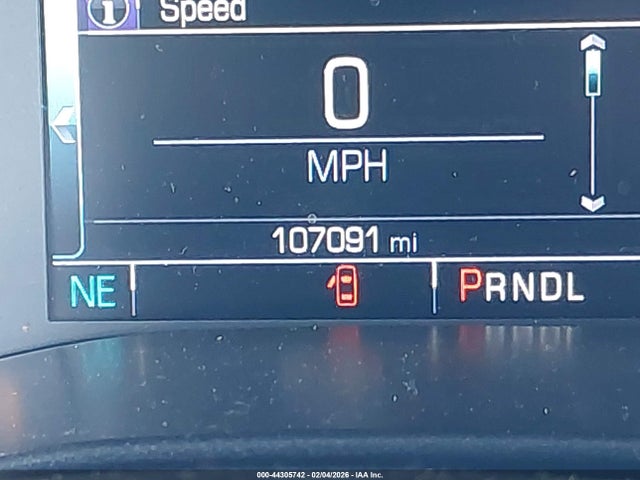 i Speed
0
MPH
107091 mi
NE PRNDL
000-44305742 - 02/04/2026 - IAA Inc.